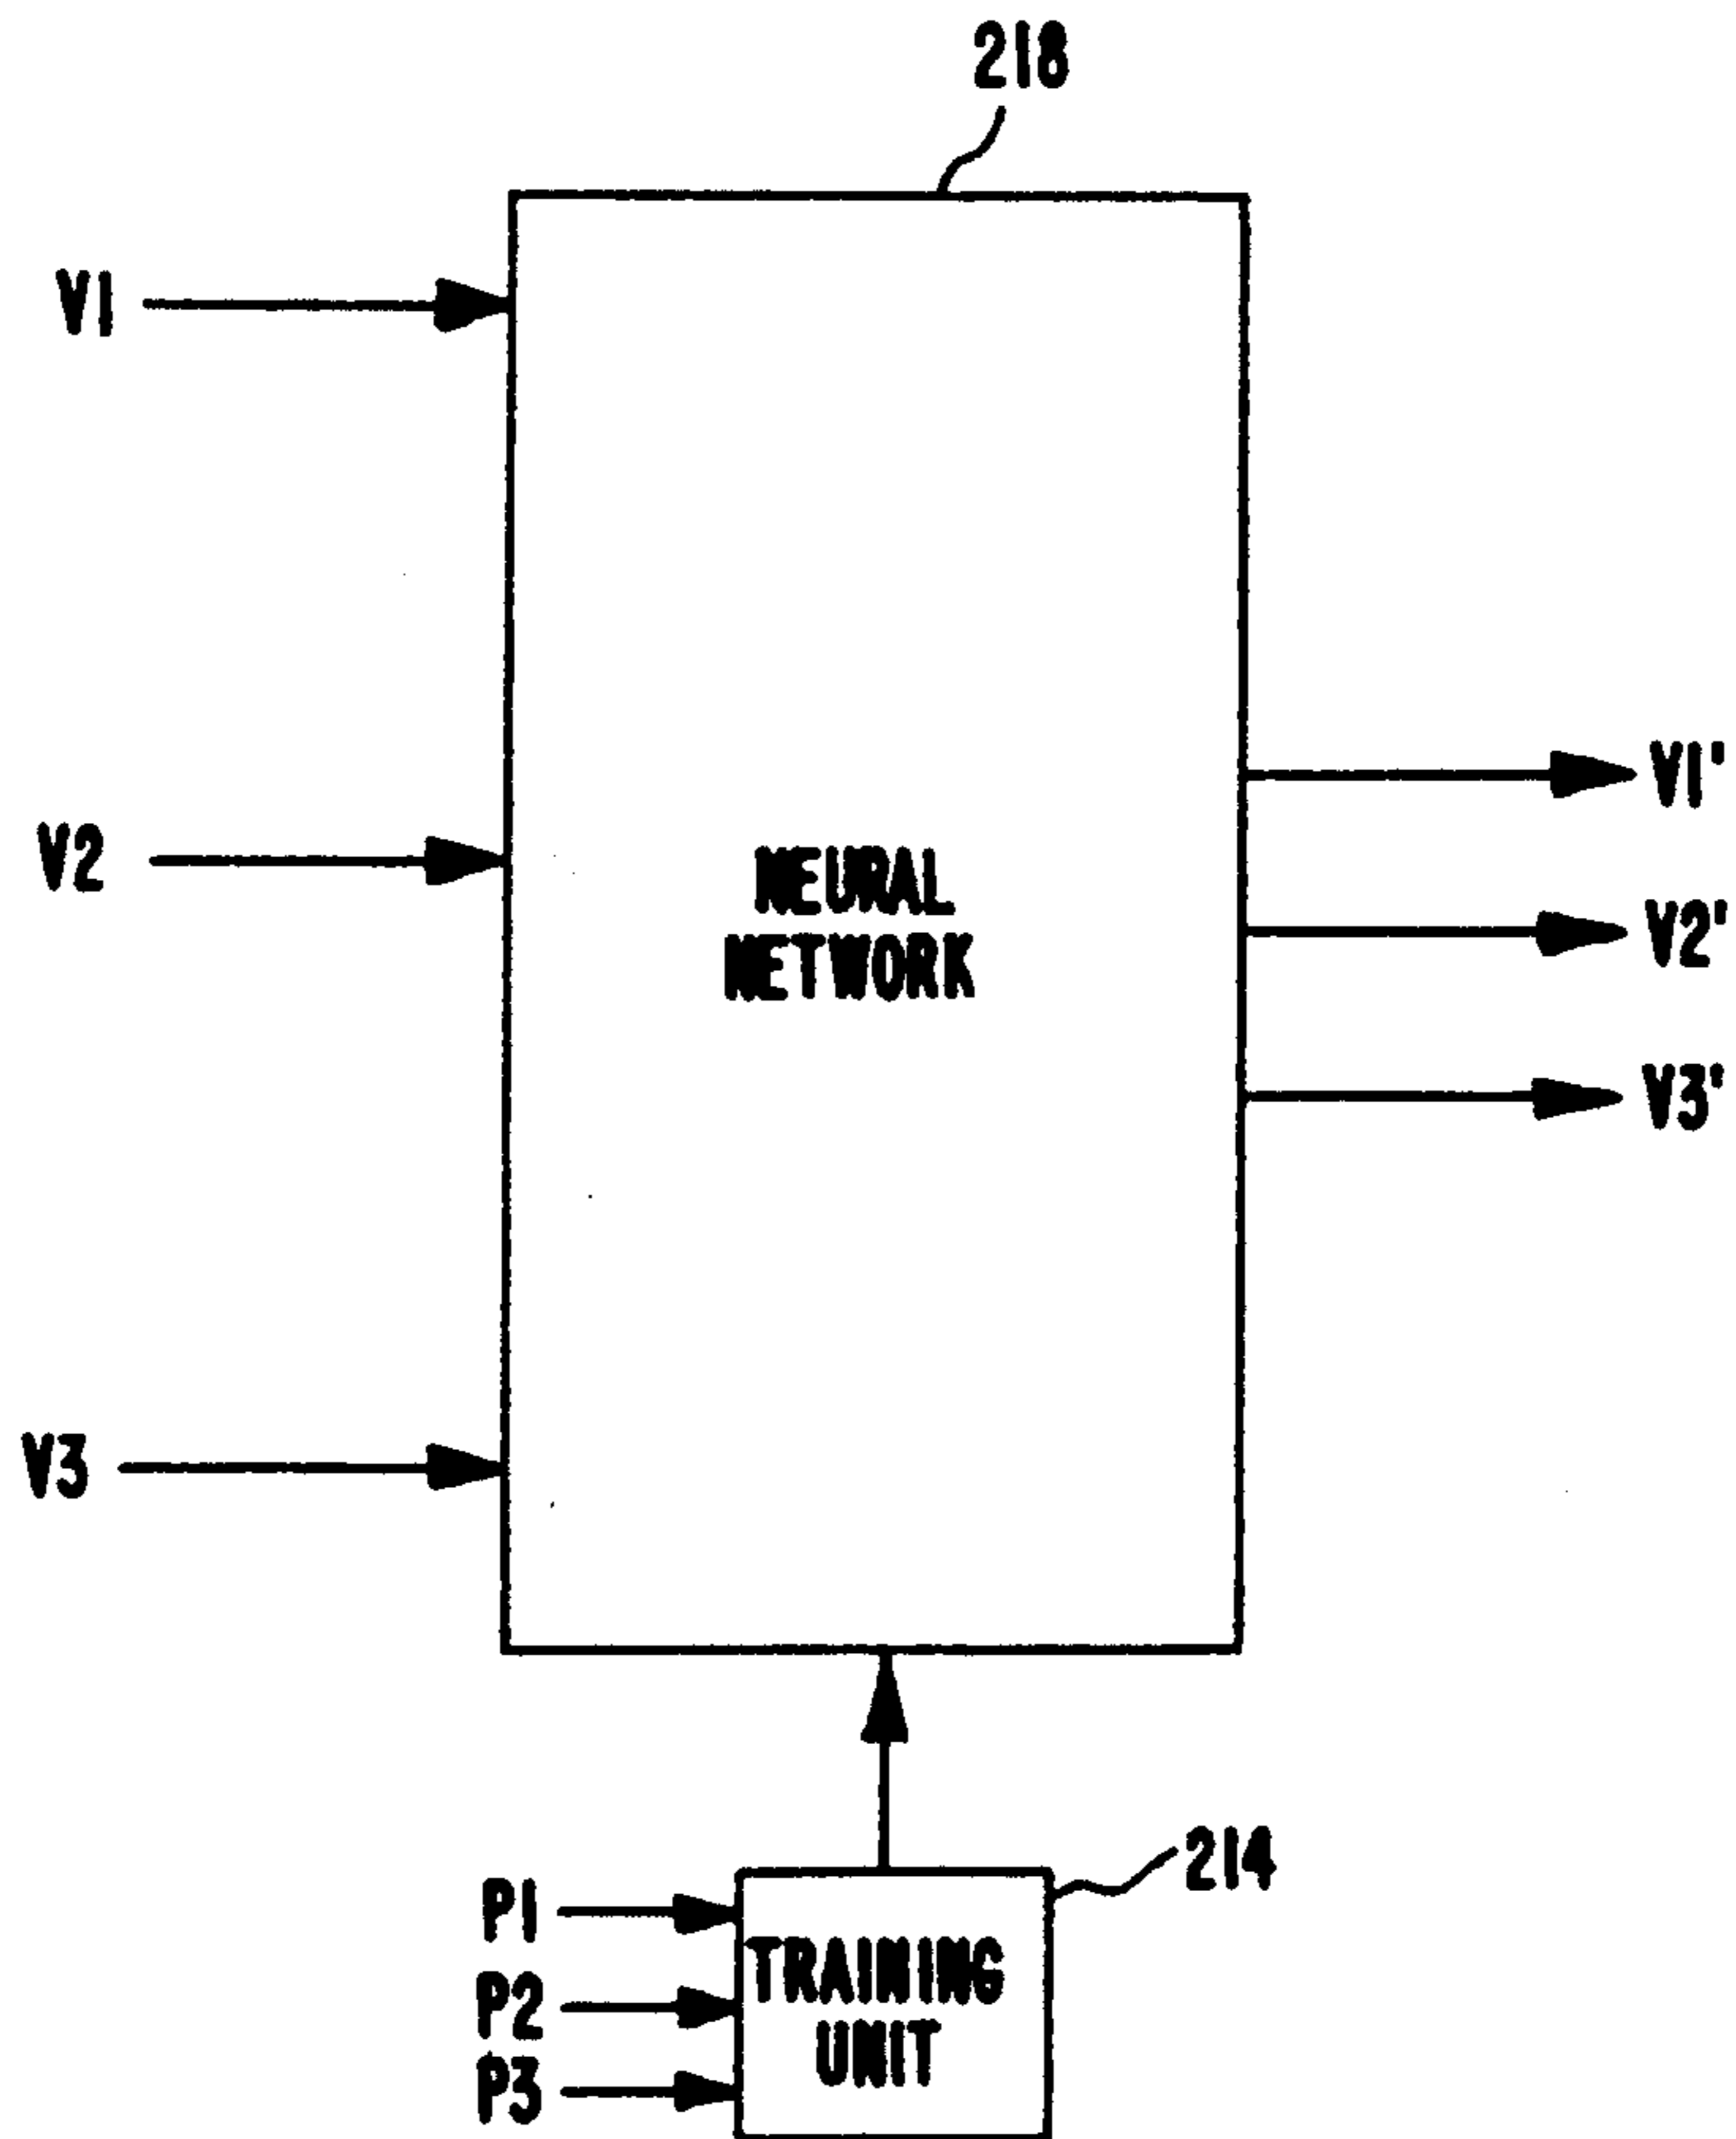 218
V1
V2
V3
NEURAL
NETWORK
V1'
V2'
V3'
214
P1
P2
P3
TRAINING
UNIT